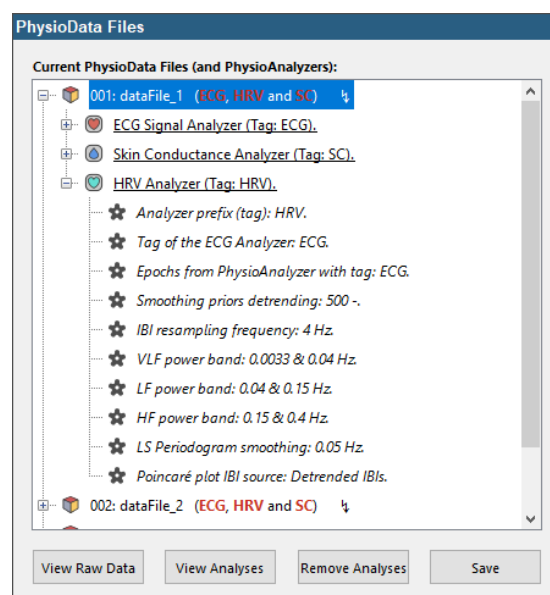 PhysioData Files
Current PhysioData Files (and PhysioAnalyzers):
001: dataFile_1 (ECG, HRV and SC) ↯
ECG Signal Analyzer (Tag: ECG).
Skin Conductance Analyzer (Tag: SC).
HRV Analyzer (Tag: HRV).
Analyzer prefix (tag): HRV.
Tag of the ECG Analyzer: ECG.
Epochs from PhysioAnalyzer with tag: ECG.
Smoothing priors detrending: 500 -.
IBI resampling frequency: 4 Hz.
VLF power band: 0.0033 & 0.04 Hz.
LF power band: 0.04 & 0.15 Hz.
HF power band: 0.15 & 0.4 Hz.
LS Periodogram smoothing: 0.05 Hz.
Poincaré plot IBI source: Detrended IBIs.
002: dataFile_2 (ECG, HRV and SC) ↯
View Raw Data View Analyses Remove Analyses Save